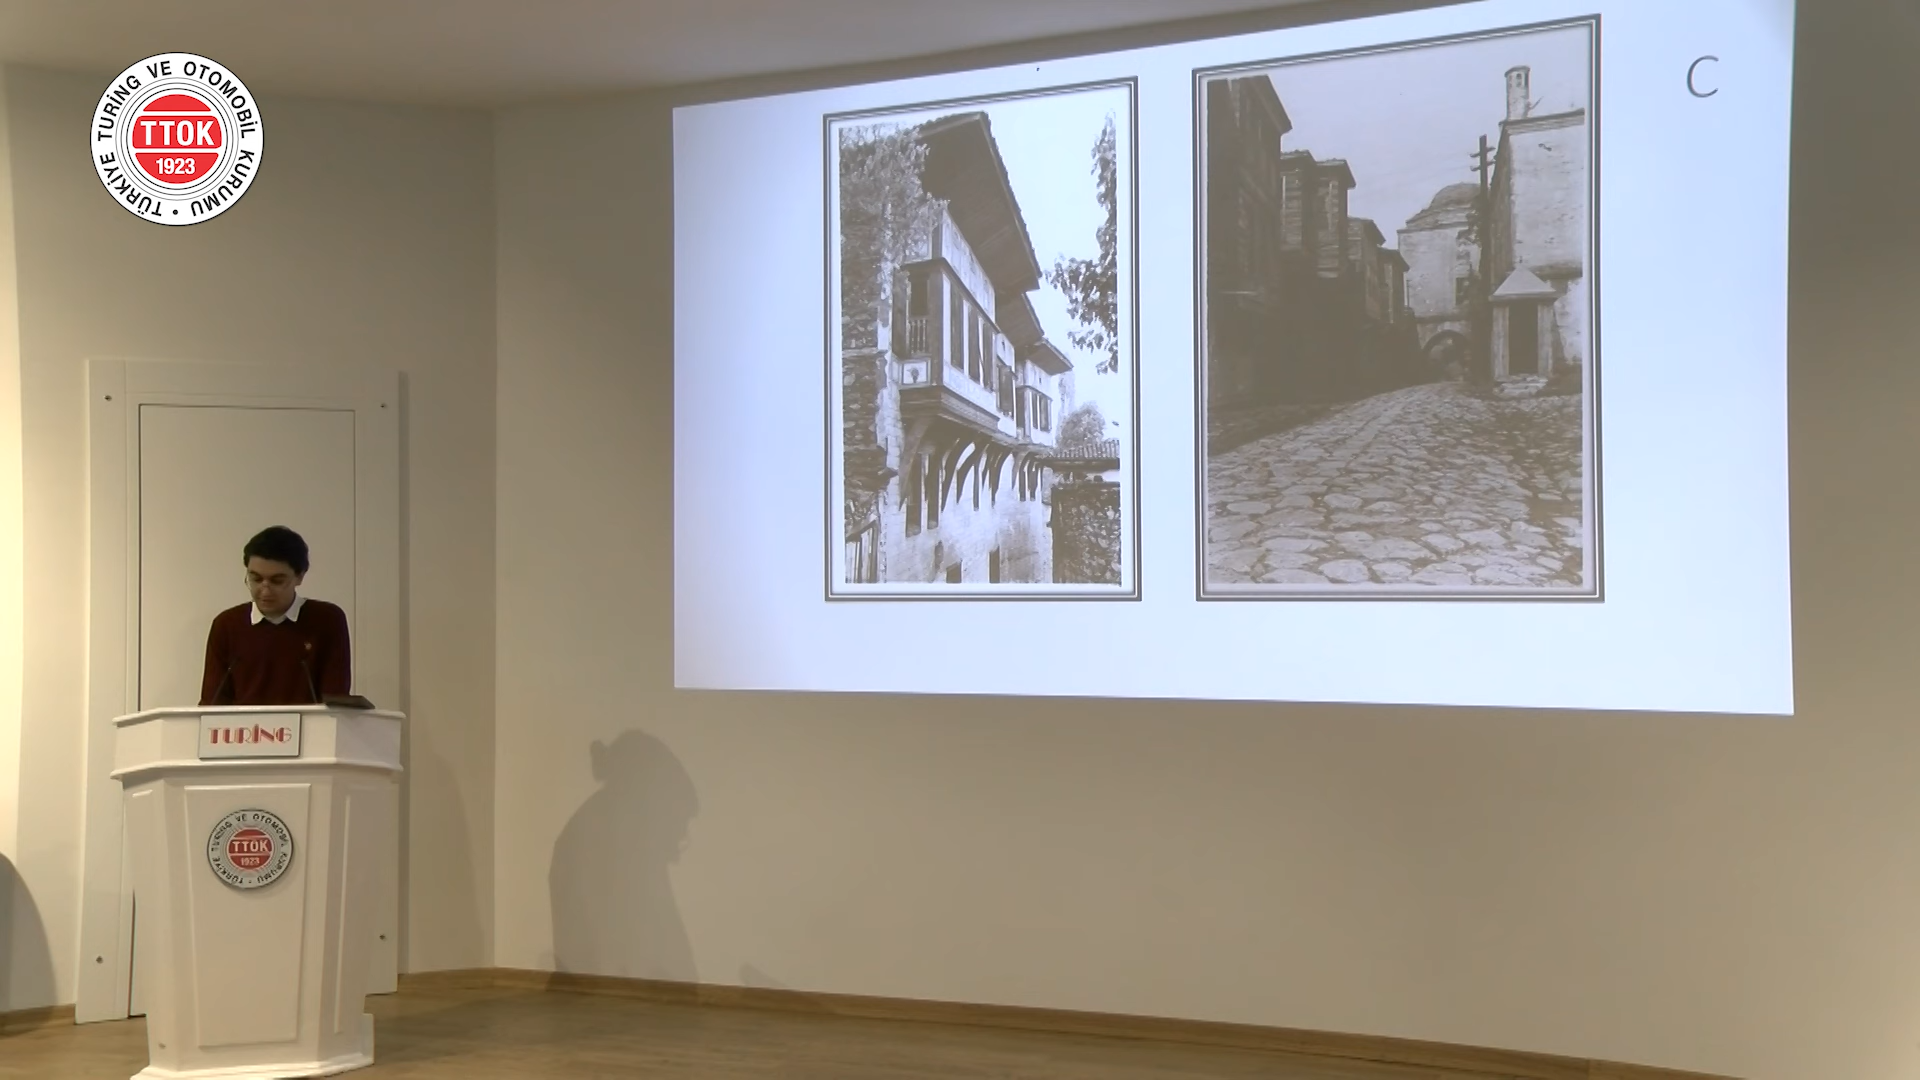 TÜRKİYE TURİNG VE OTOMOBİL KURUMU •
TTOK
1923
C
TURİNG
TÜRKİYE TURİNG VE OTOMOBİL KURUMU •
TTOK
1923